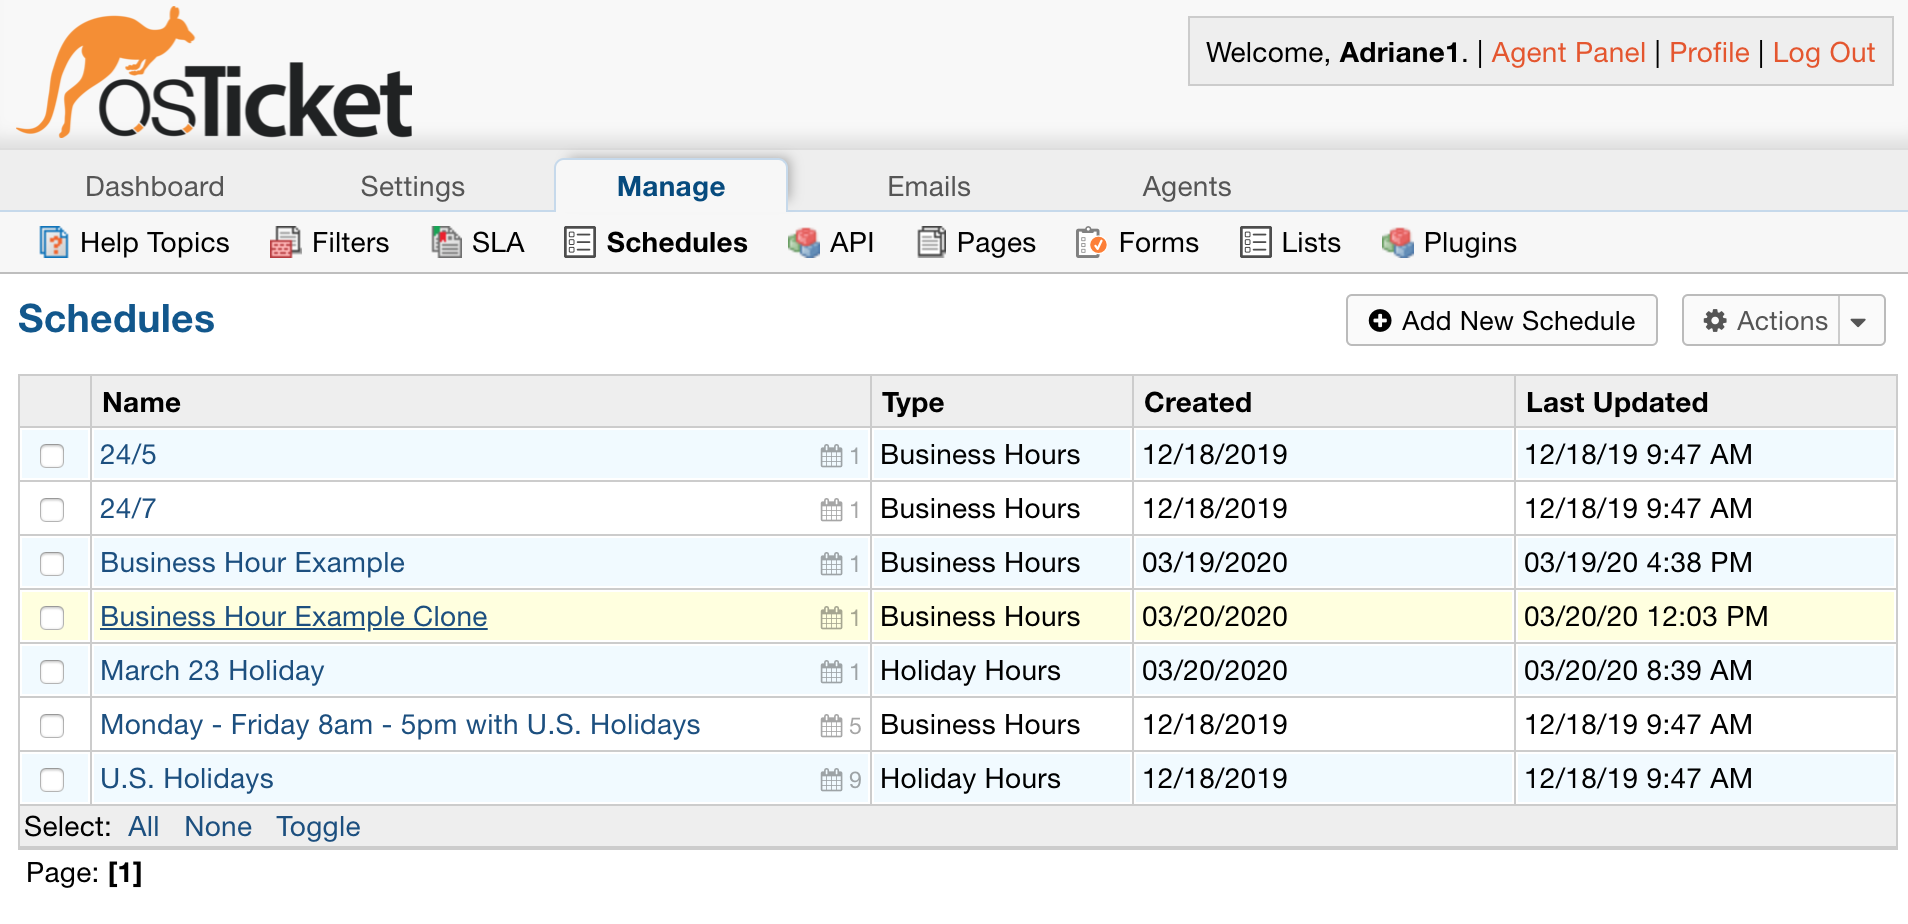 osTicket
Welcome, Adriane1. | Agent Panel | Profile | Log Out
Dashboard Settings Manage Emails Agents
Help Topics Filters SLA Schedules API Pages Forms Lists Plugins
Schedules
Add New Schedule Actions
Name Type Created Last Updated
24/5 1 Business Hours 12/18/2019 12/18/19 9:47 AM
24/7 1 Business Hours 12/18/2019 12/18/19 9:47 AM
Business Hour Example 1 Business Hours 03/19/2020 03/19/20 4:38 PM
Business Hour Example Clone 1 Business Hours 03/20/2020 03/20/20 12:03 PM
March 23 Holiday 1 Holiday Hours 03/20/2020 03/20/20 8:39 AM
Monday - Friday 8am - 5pm with U.S. Holidays 5 Business Hours 12/18/2019 12/18/19 9:47 AM
U.S. Holidays 9 Holiday Hours 12/18/2019 12/18/19 9:47 AM
Select: All None Toggle
Page: [1]